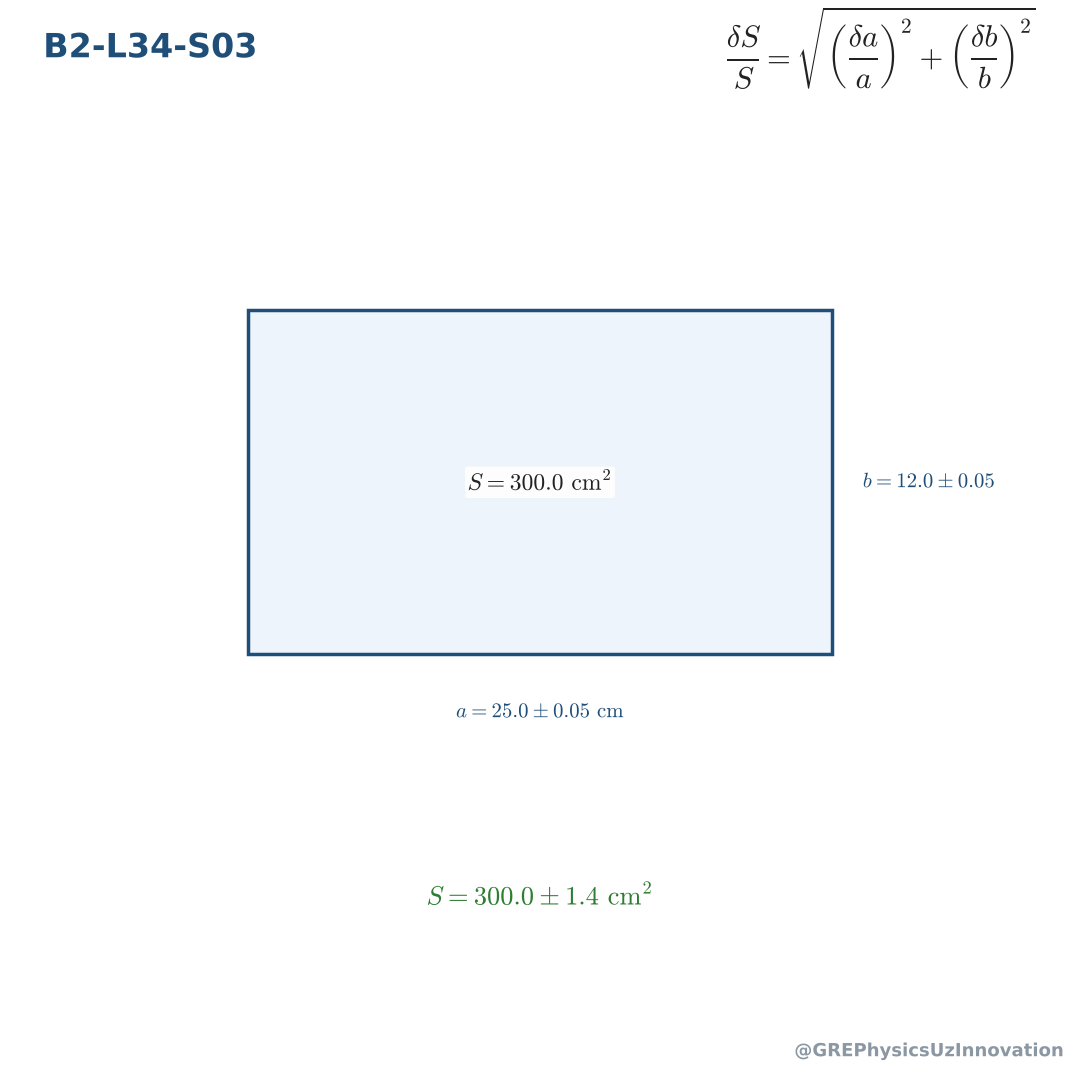 B2-L34-S03
δS/S = √((δa/a)² + (δb/b)²)
S = 300.0 cm²
b = 12.0 ± 0.05
a = 25.0 ± 0.05 cm
S = 300.0 ± 1.4 cm²
@GREPhysicsUzInnovation